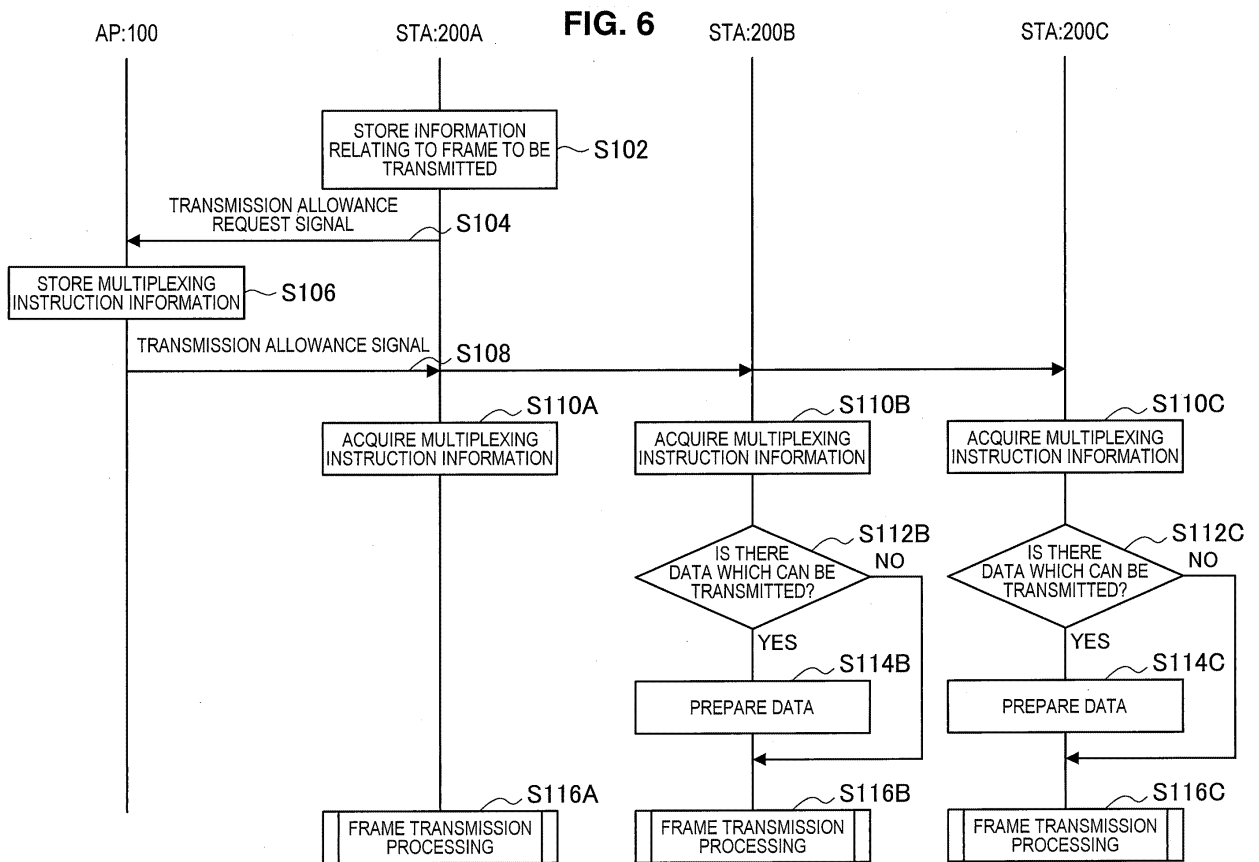 FIG. 6
AP:100
STA:200A
STA:200B
STA:200C
STORE INFORMATION
RELATING TO FRAME TO BE
TRANSMITTED
S102
TRANSMISSION ALLOWANCE
REQUEST SIGNAL
S104
STORE MULTIPLEXING
INSTRUCTION INFORMATION
S106
TRANSMISSION ALLOWANCE SIGNAL
S108
S110A
ACQUIRE MULTIPLEXING
INSTRUCTION INFORMATION
S110B
ACQUIRE MULTIPLEXING
INSTRUCTION INFORMATION
S110C
ACQUIRE MULTIPLEXING
INSTRUCTION INFORMATION
S112B
IS THERE
DATA WHICH CAN BE
TRANSMITTED?
NO
YES
S112C
IS THERE
DATA WHICH CAN BE
TRANSMITTED?
NO
YES
S114B
PREPARE DATA
S114C
PREPARE DATA
S116A
FRAME TRANSMISSION
PROCESSING
S116B
FRAME TRANSMISSION
PROCESSING
S116C
FRAME TRANSMISSION
PROCESSING